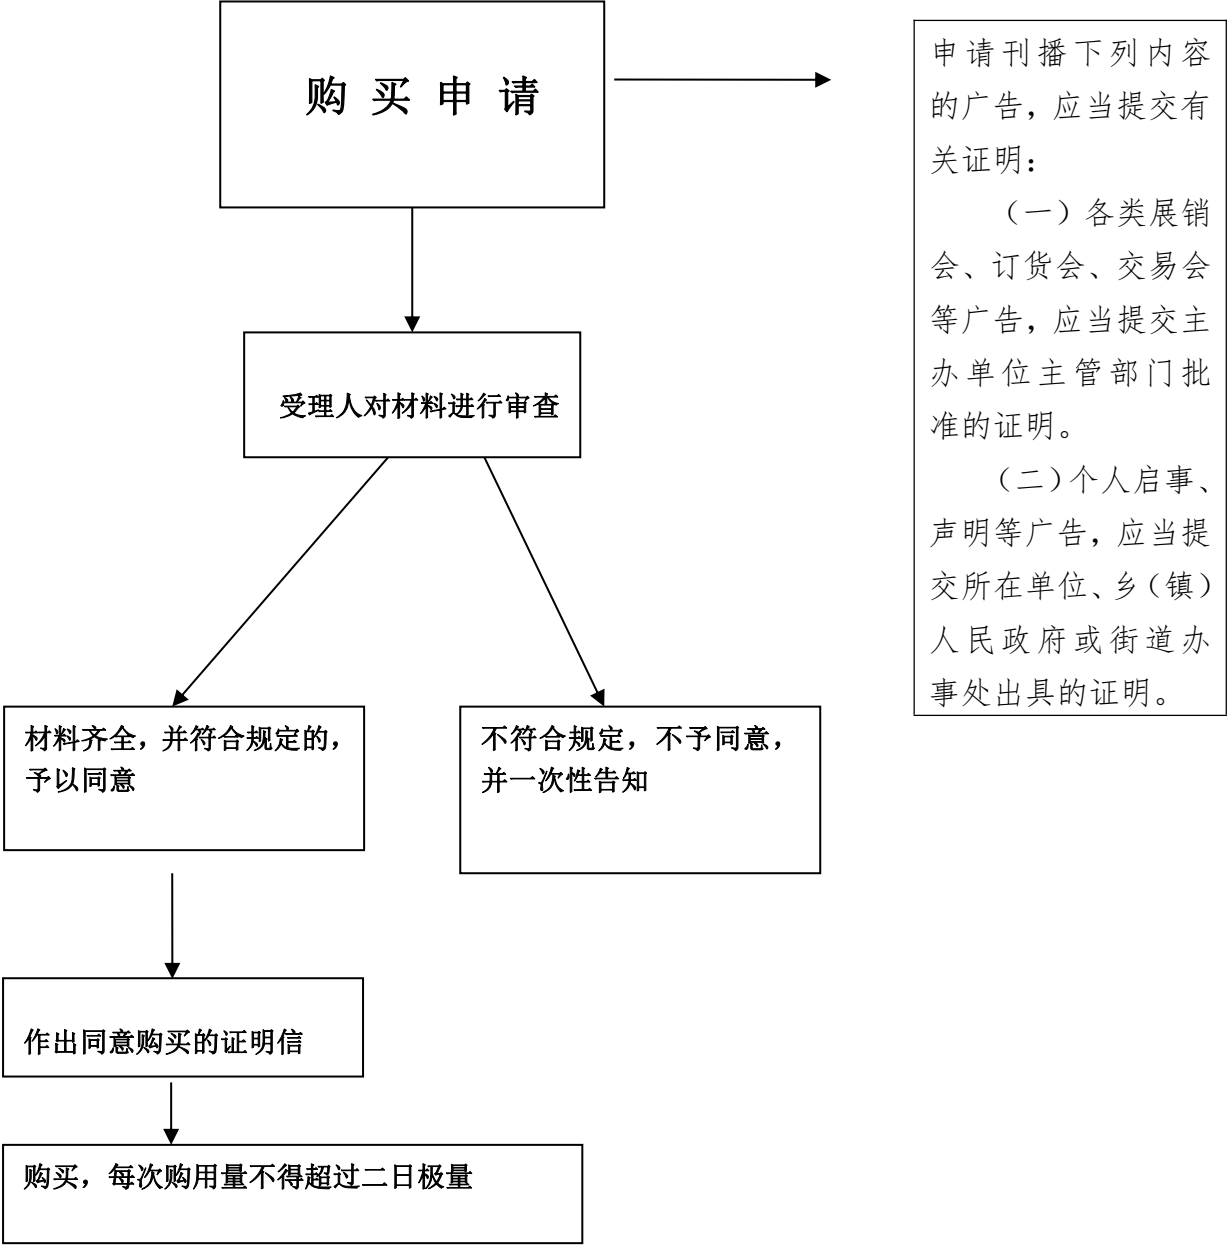 购买申请
申请刊播下列内容
的广告，应当提交有
关证明：
（一）各类展销
会、订货会、交易会
等广告，应当提交主
办单位主管部门批
准的证明。
（二）个人启事、
声明等广告，应当提
交所在单位、乡（镇）
人民政府或街道办
事处出具的证明。
受理人对材料进行审查
材料齐全，并符合规定的，
予以同意
不符合规定，不予同意，
并一次性告知
作出同意购买的证明信
购买，每次购用量不得超过二日极量